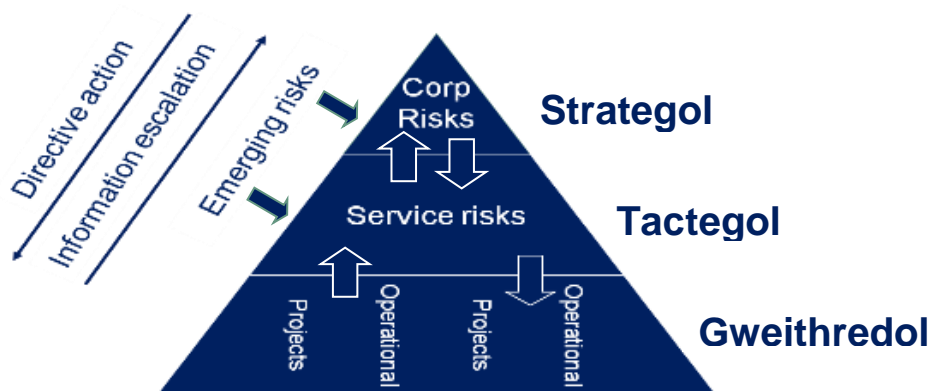 Directive action
Information escalation
Emerging risks
Corp
Risks
Strategol
Service risks
Tactegol
Projects
Operational
Projects
Operational
Gweithredol